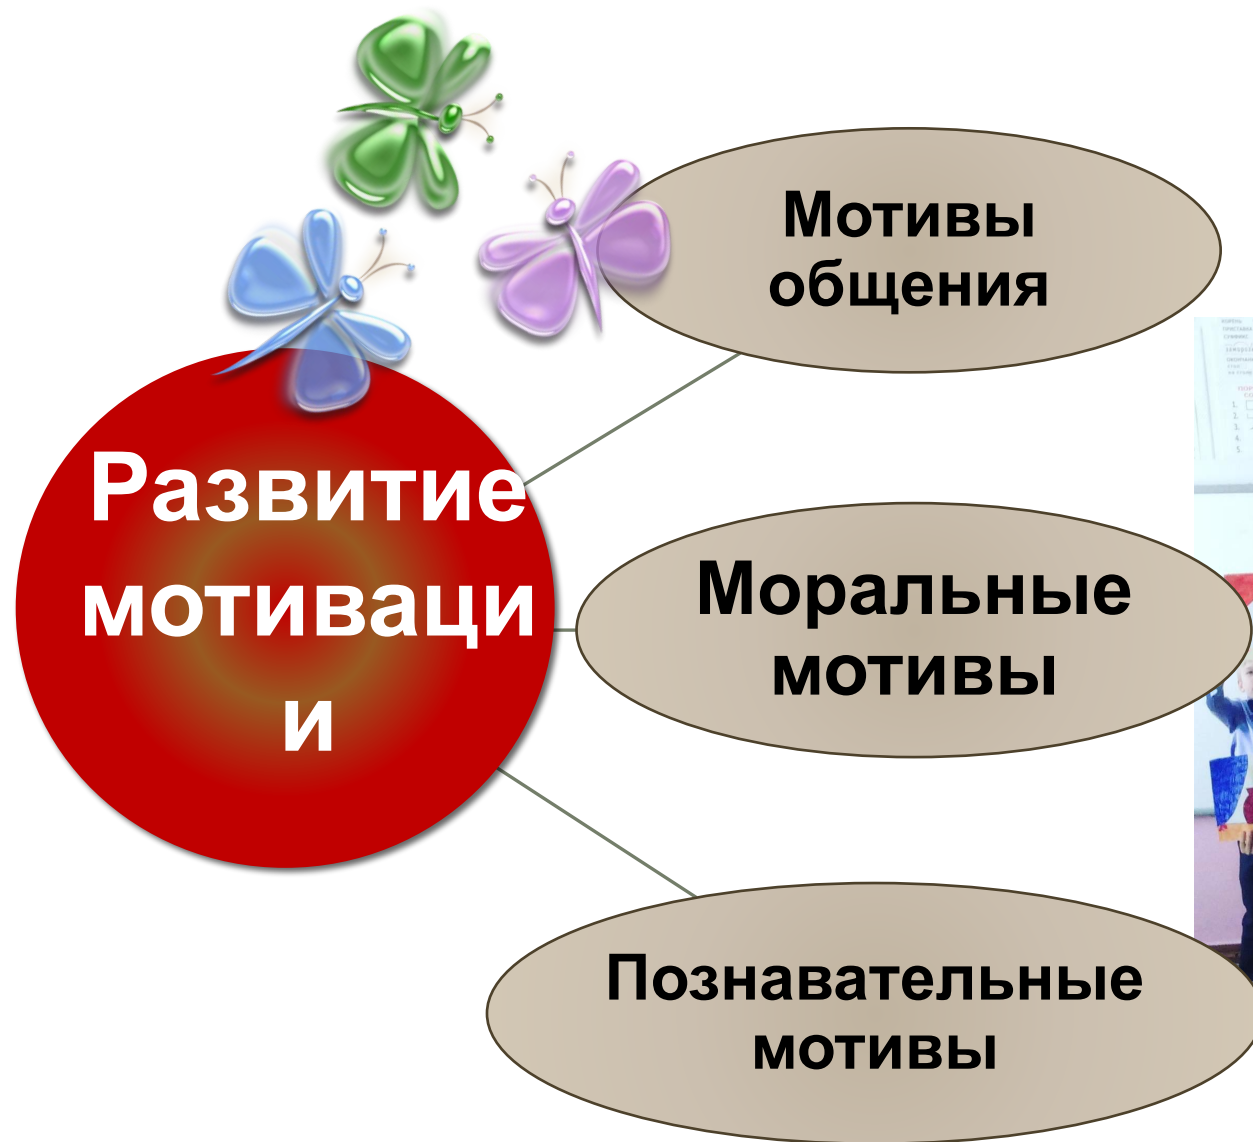 Мотивы
общения
Развитие
мотиваци
и
Моральные
мотивы
Познавательные
мотивы